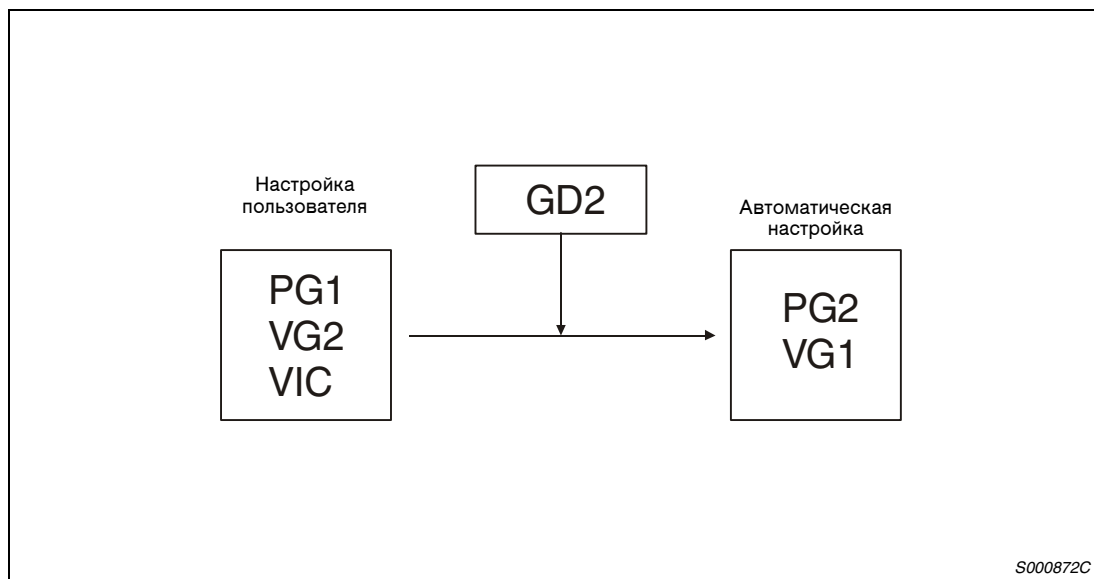 Настройка
пользователя
PG1
VG2
VIC
GD2
Автоматическая
настройка
PG2
VG1
S000872C